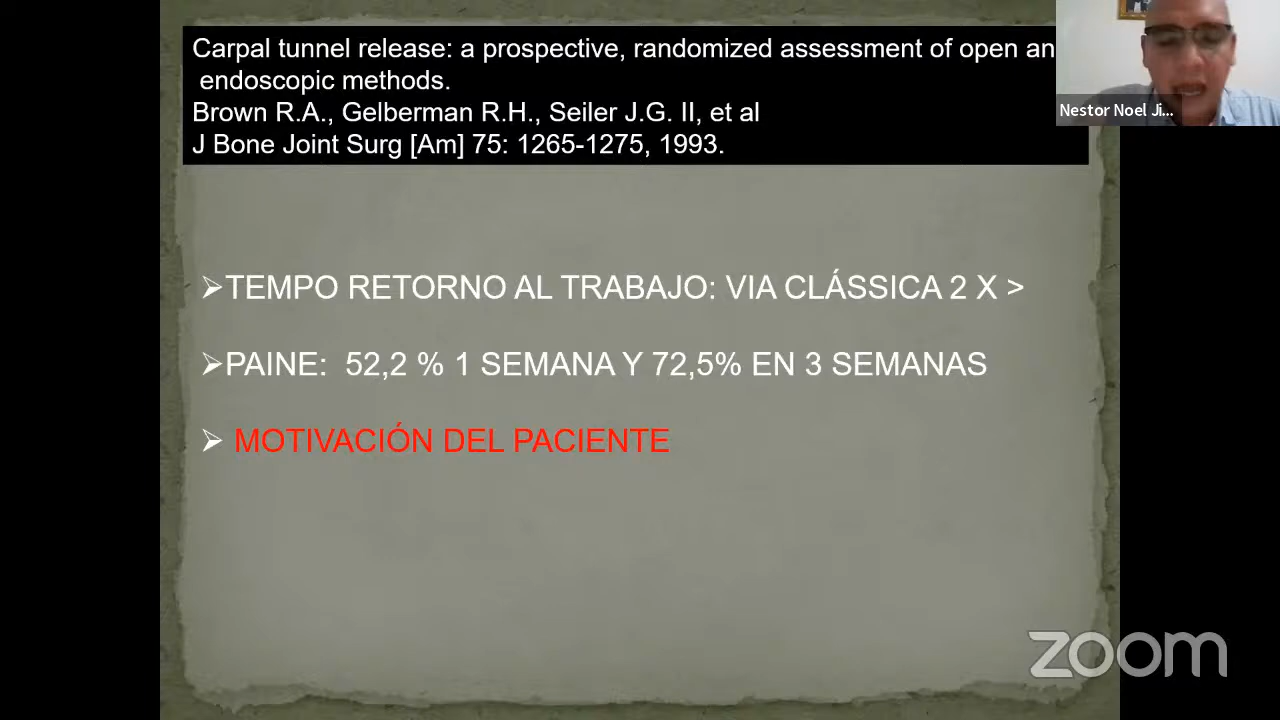 Carpal tunnel release: a prospective, randomized assessment of open an
endoscopic methods.
Brown R.A., Gelberman R.H., Seiler J.G. II, et al
J Bone Joint Surg [Am] 75: 1265-1275, 1993.
Nestor Noel Ji...
➢TEMPO RETORNO AL TRABAJO: VIA CLÁSSICA 2 X >
➢PAINE: 52,2 % 1 SEMANA Y 72,5% EN 3 SEMANAS
➢ MOTIVACIÓN DEL PACIENTE
zoom